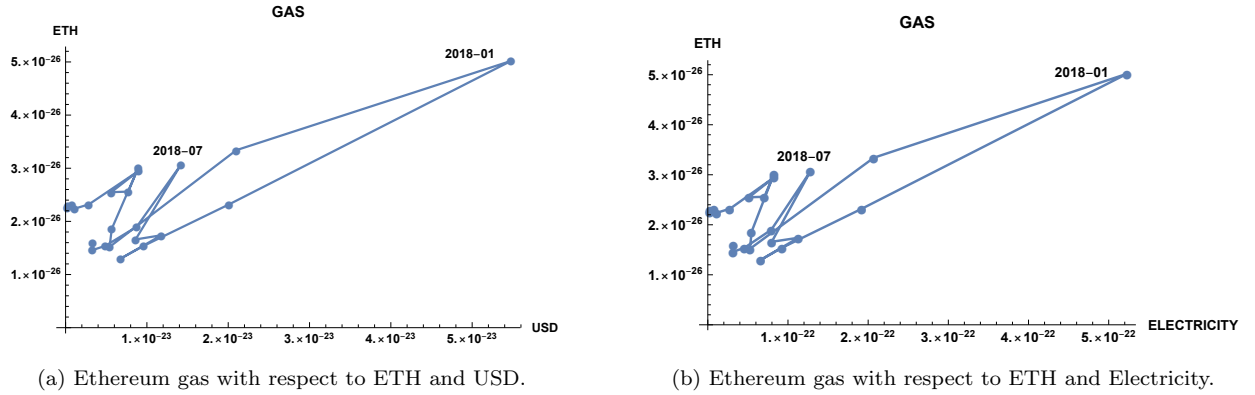 GAS
ETH
5.×10⁻²⁶
4.×10⁻²⁶
3.×10⁻²⁶
2.×10⁻²⁶
1.×10⁻²⁶
2018–01
2018–07
1.×10⁻²³ 2.×10⁻²³ 3.×10⁻²³ 4.×10⁻²³ 5.×10⁻²³ USD
(a) Ethereum gas with respect to ETH and USD.
GAS
ETH
5.×10⁻²⁶
4.×10⁻²⁶
3.×10⁻²⁶
2.×10⁻²⁶
1.×10⁻²⁶
2018–01
2018–07
1.×10⁻²² 2.×10⁻²² 3.×10⁻²² 4.×10⁻²² 5.×10⁻²² ELECTRICITY
(b) Ethereum gas with respect to ETH and Electricity.